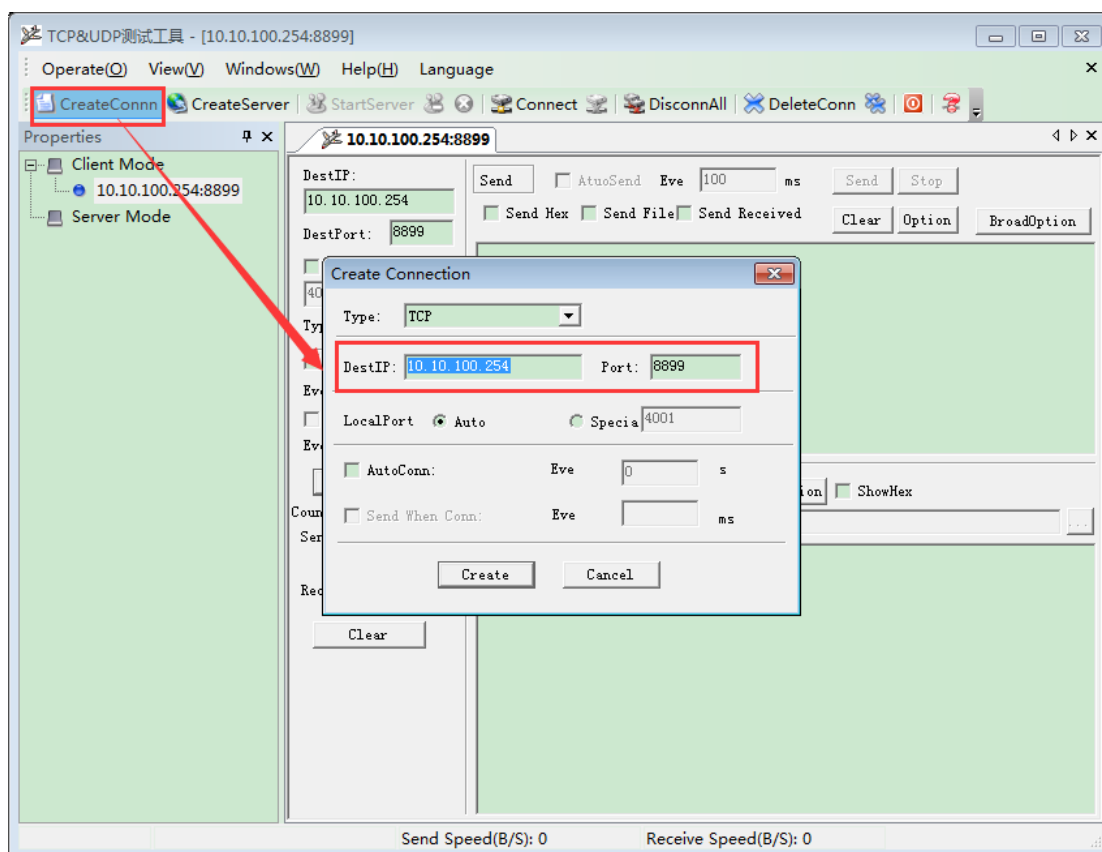 TCP&UDP测试工具 - [10.10.100.254:8899]
Operate(O) View(V) Windows(W) Help(H) Language
CreateConnn CreateServer StartServer Connect DisconnAll DeleteConn
Properties
10.10.100.254:8899
Client Mode
10.10.100.254:8899
Server Mode
DestIP:
10.10.100.254
DestPort: 8899
Send AtuoSend Eve 100 ms Send Stop
Send Hex Send File Send Received Clear Option BroadOption
Create Connection
Type: TCP
DestIP: 10.10.100.254 Port: 8899
LocalPort Auto Specia 4001
AutoConn: Eve 0 s
Send When Conn: Eve ms
Create Cancel
ShowHex
...
Clear
Send Speed(B/S): 0 Receive Speed(B/S): 0